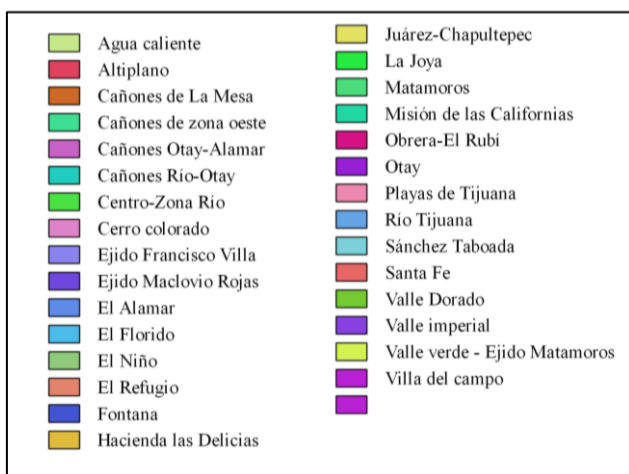 Agua caliente
Altiplano
Cañones de La Mesa
Cañones de zona oeste
Cañones Otay-Alamar
Cañones Río-Otay
Centro-Zona Río
Cerro colorado
Ejido Francisco Villa
Ejido Maclovio Rojas
El Alamar
El Florido
El Niño
El Refugio
Fontana
Hacienda las Delicias
Juárez-Chapultepec
La Joya
Matamoros
Misión de las Californias
Obrera-El Rubí
Otay
Playas de Tijuana
Río Tijuana
Sánchez Taboada
Santa Fe
Valle Dorado
Valle imperial
Valle verde - Ejido Matamoros
Villa del campo